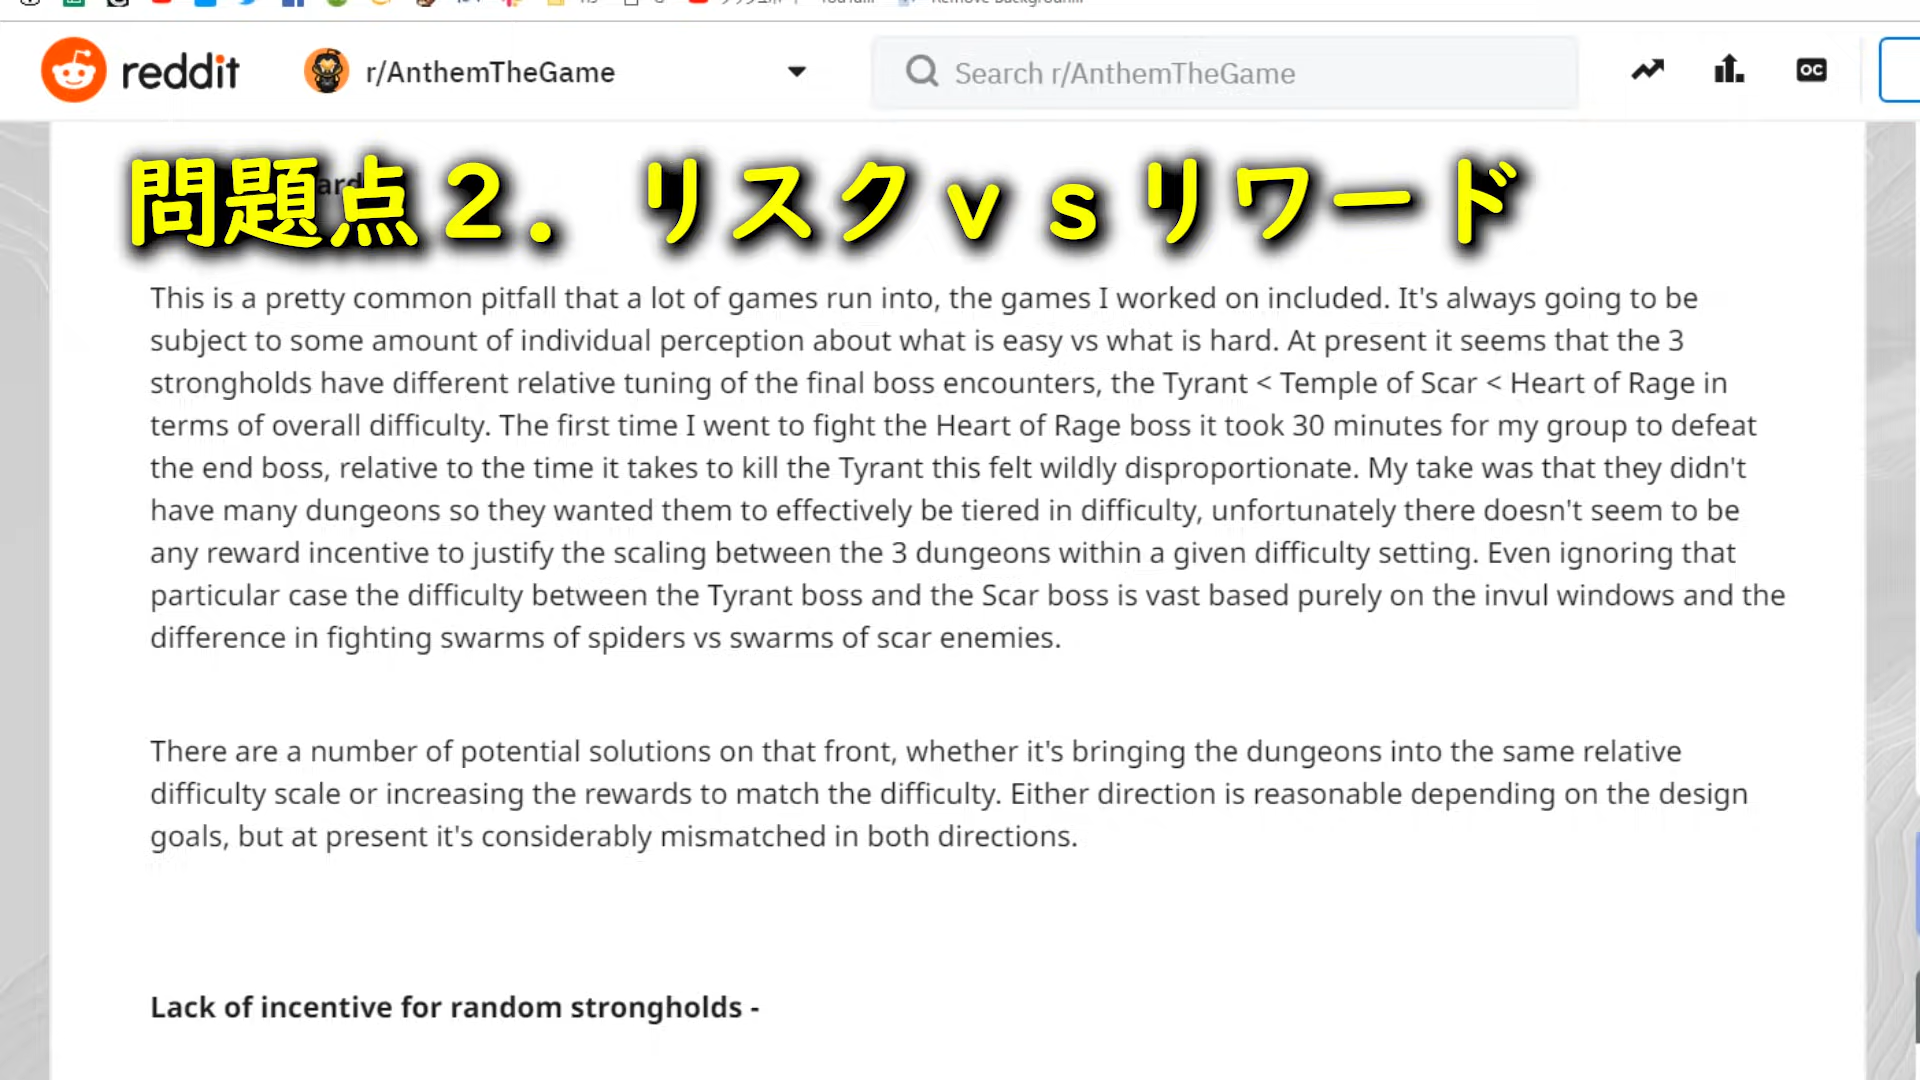 reddit
r/AnthemTheGame
Search r/AnthemTheGame
OC
問題点２．リスクｖｓリワード
This is a pretty common pitfall that a lot of games run into, the games I worked on included. It's always going to be
subject to some amount of individual perception about what is easy vs what is hard. At present it seems that the 3
strongholds have different relative tuning of the final boss encounters, the Tyrant < Temple of Scar < Heart of Rage in
terms of overall difficulty. The first time I went to fight the Heart of Rage boss it took 30 minutes for my group to defeat
the end boss, relative to the time it takes to kill the Tyrant this felt wildly disproportionate. My take was that they didn't
have many dungeons so they wanted them to effectively be tiered in difficulty, unfortunately there doesn't seem to be
any reward incentive to justify the scaling between the 3 dungeons within a given difficulty setting. Even ignoring that
particular case the difficulty between the Tyrant boss and the Scar boss is vast based purely on the invul windows and the
difference in fighting swarms of spiders vs swarms of scar enemies.
There are a number of potential solutions on that front, whether it's bringing the dungeons into the same relative
difficulty scale or increasing the rewards to match the difficulty. Either direction is reasonable depending on the design
goals, but at present it's considerably mismatched in both directions.
Lack of incentive for random strongholds -